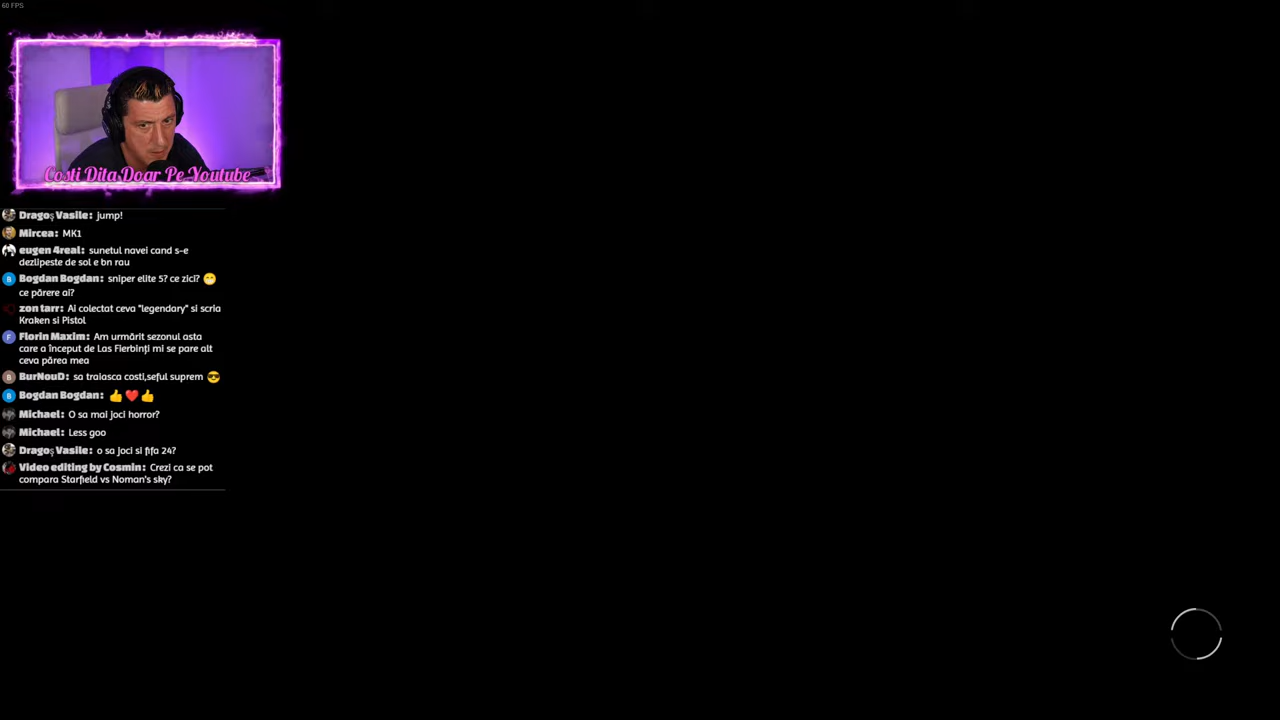 60 FPS
Costi Dita Doar Pe Youtube
Dragoş Vasile: jump!
Mircea: MK1
eugen 4real: sunetul navei cand s-e
dezlipeste de sol e bn rau
Bogdan Bogdan: sniper elite 5? ce zici? 😁
ce părere ai?
zon tarr: Ai colectat ceva "legendary" si scria
Kraken si Pistol
Florin Maxim: Am urmărit sezonul asta
care a început de Las Fierbinți mi se pare alt
ceva părea mea
BurNouD: sa traiasca costi,seful suprem 😎
Bogdan Bogdan: 👍❤️👍
Michael: O sa mai joci horror?
Michael: Less goo
Dragoş Vasile: o sa joci si fifa 24?
Video editing by Cosmin: Crezi ca se pot
compara Starfield vs Noman's sky?